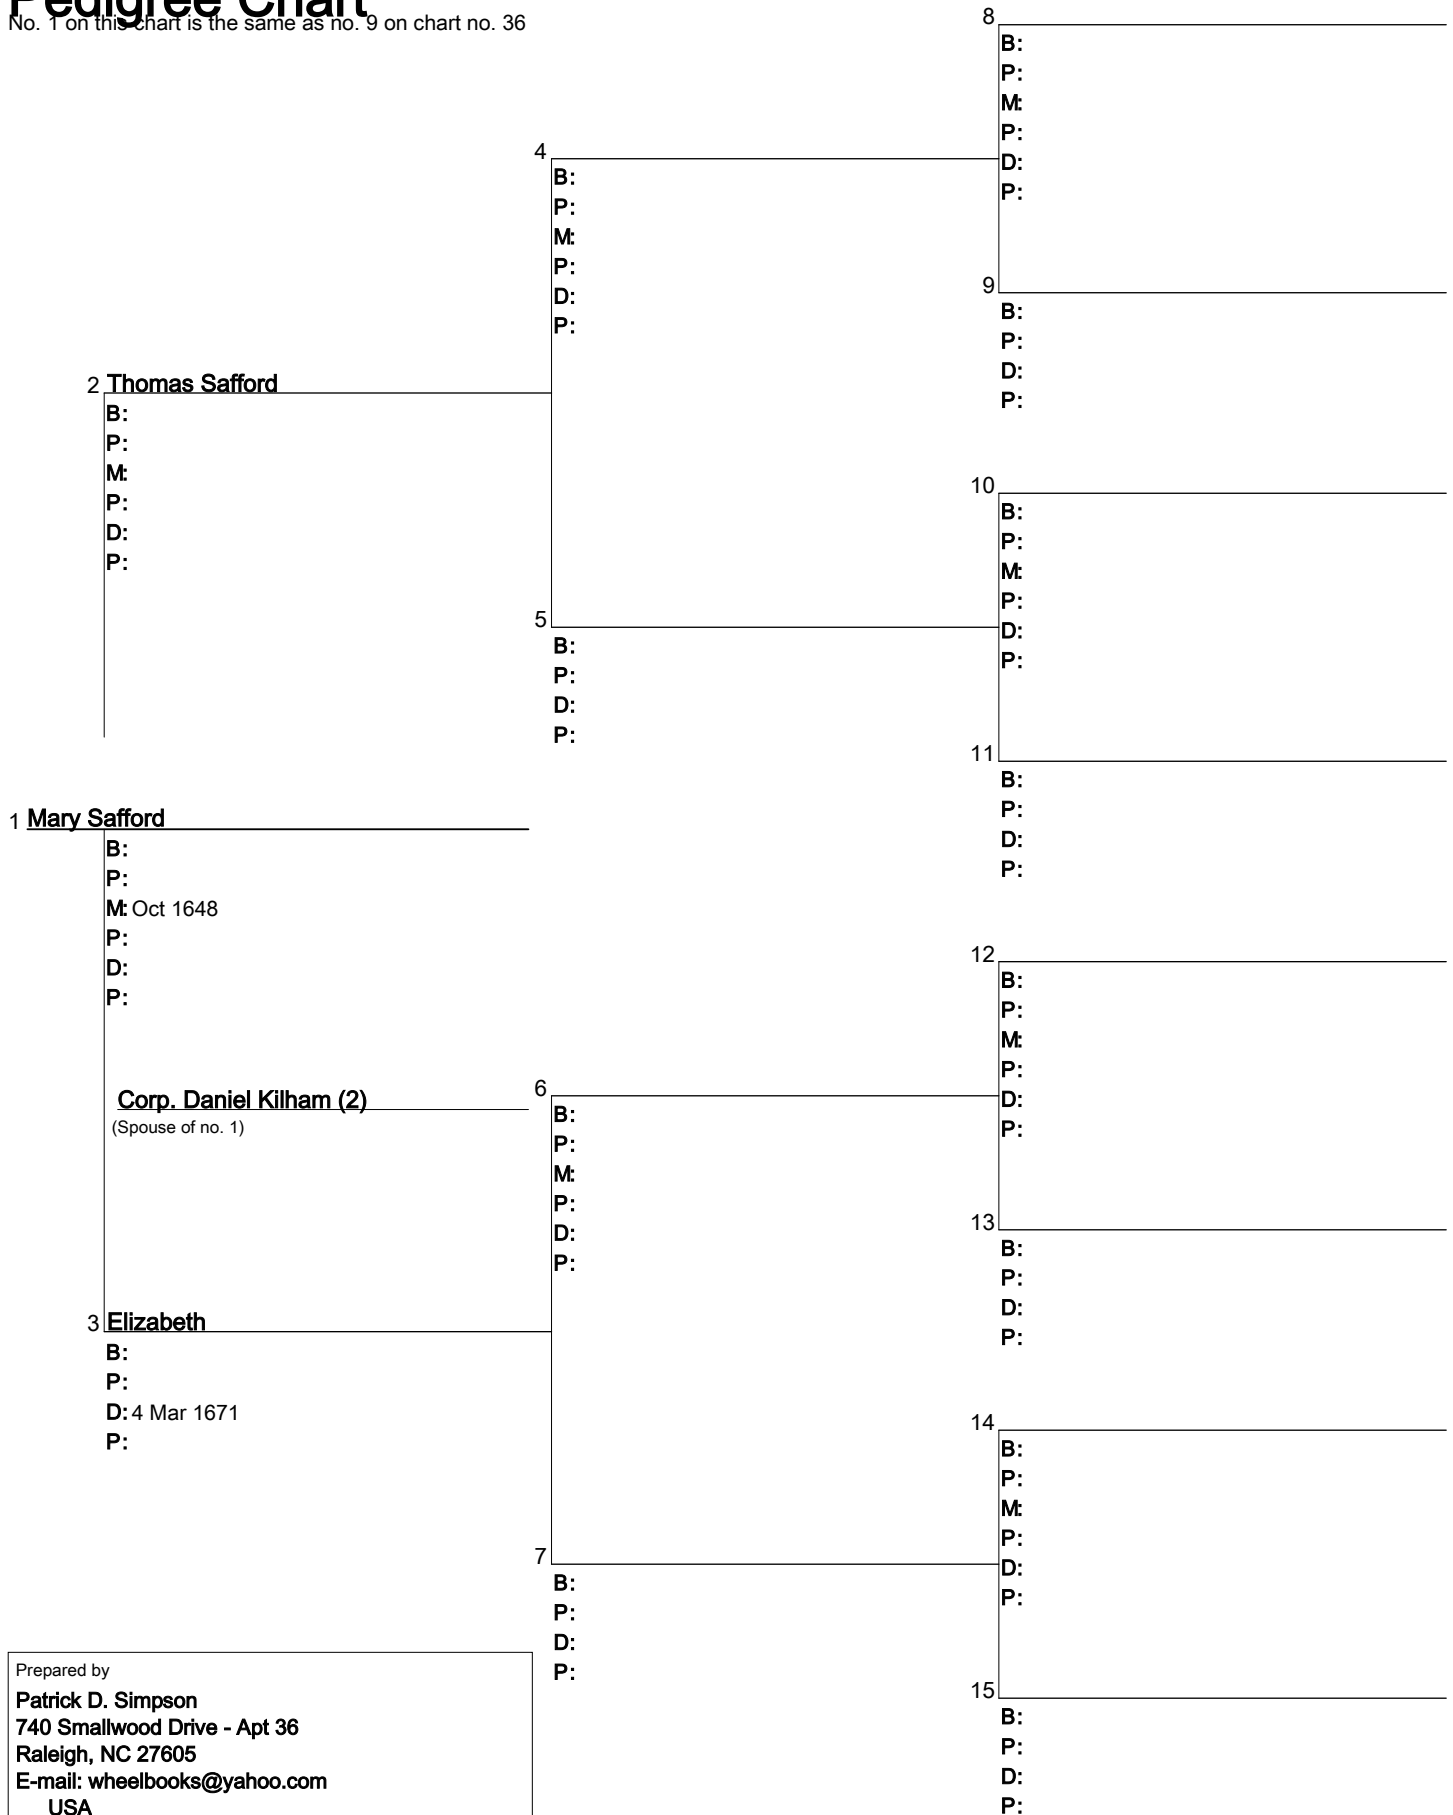 Pedigree Chart
No. 1 on this chart is the same as no. 9 on chart no. 36
2 Thomas Safford
B:
P:
M:
P:
D:
P:
1 Mary Safford
B:
P:
M: Oct 1648
P:
D:
P:
Corp. Daniel Kilham (2)
(Spouse of no. 1)
3 Elizabeth
B:
P:
D: 4 Mar 1671
P:
4
B:
P:
M:
P:
D:
P:
5
B:
P:
D:
P:
6
B:
P:
M:
P:
D:
P:
7
B:
P:
D:
P:
8
B:
P:
M:
P:
D:
P:
9
B:
P:
D:
P:
10
B:
P:
M:
P:
D:
P:
11
B:
P:
D:
P:
12
B:
P:
M:
P:
D:
P:
13
B:
P:
D:
P:
14
B:
P:
M:
P:
D:
P:
15
B:
P:
D:
P:
Prepared by
Patrick D. Simpson
740 Smallwood Drive - Apt 36
Raleigh, NC 27605
E-mail: wheelbooks@yahoo.com
USA